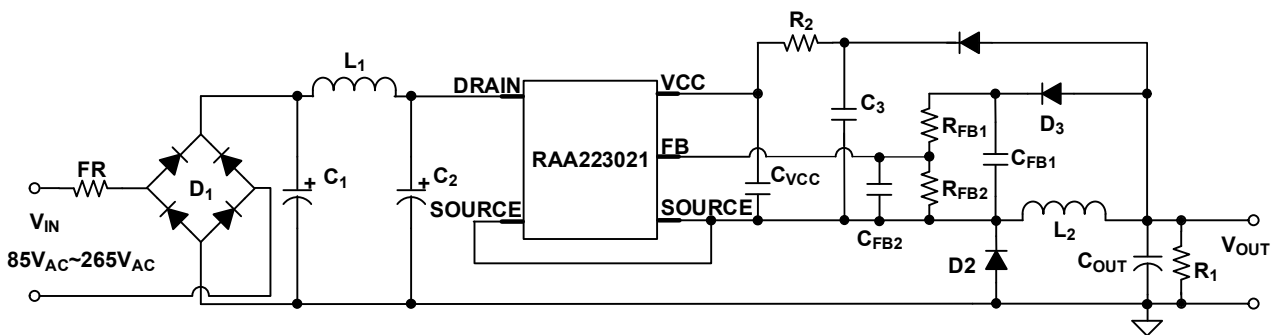 R2
L1
DRAIN
VCC
C3
D3
RFB1
FR
RAA223021
FB
CFB1
D1
C1
+
C2
+
CVCC
RFB2
VIN
SOURCE
SOURCE
CFB2
L2
VOUT
85VAC~265VAC
D2
COUT
R1